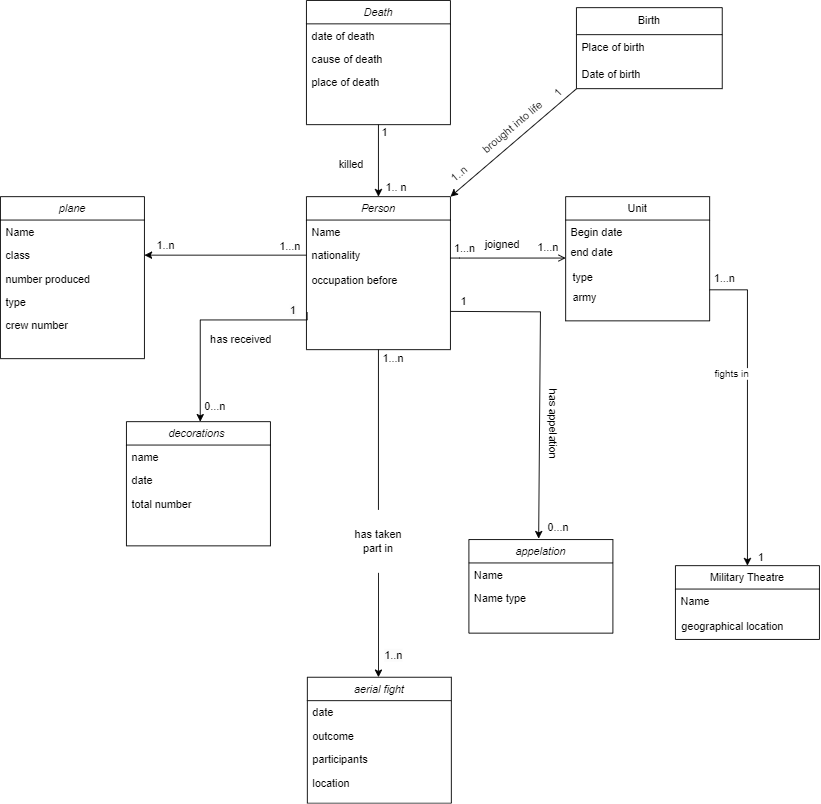 Death
date of death
cause of death
place of death
Birth
Place of birth
Date of birth
1
brought into life
1..n
1
killed
1.. n
plane
Name
class
number produced
type
crew number
1..n
1...n
Person
Name
nationality
occupation before
1...n
joigned
1...n
Unit
Begin date
end date
type
army
1
has received
0...n
1
has appelation
0...n
1...n
has taken
part in
1..n
1...n
fights in
1
decorations
name
date
total number
appelation
Name
Name type
Military Theatre
Name
geographical location
aerial fight
date
outcome
participants
location